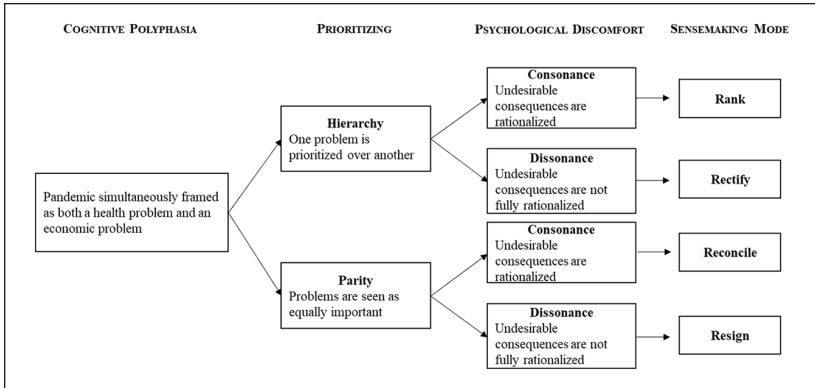 COGNITIVE POLYPHASIA
PRIORITIZING
PSYCHOLOGICAL DISCOMFORT
SENSEMAKING MODE
Pandemic simultaneously framed
as both a health problem and an
economic problem
Hierarchy
One problem is
prioritized over another
Parity
Problems are seen as
equally important
Consonance
Undesirable
consequences are
rationalized
Dissonance
Undesirable
consequences are not
fully rationalized
Consonance
Undesirable
consequences are
rationalized
Dissonance
Undesirable
consequences are not
fully rationalized
Rank
Rectify
Reconcile
Resign